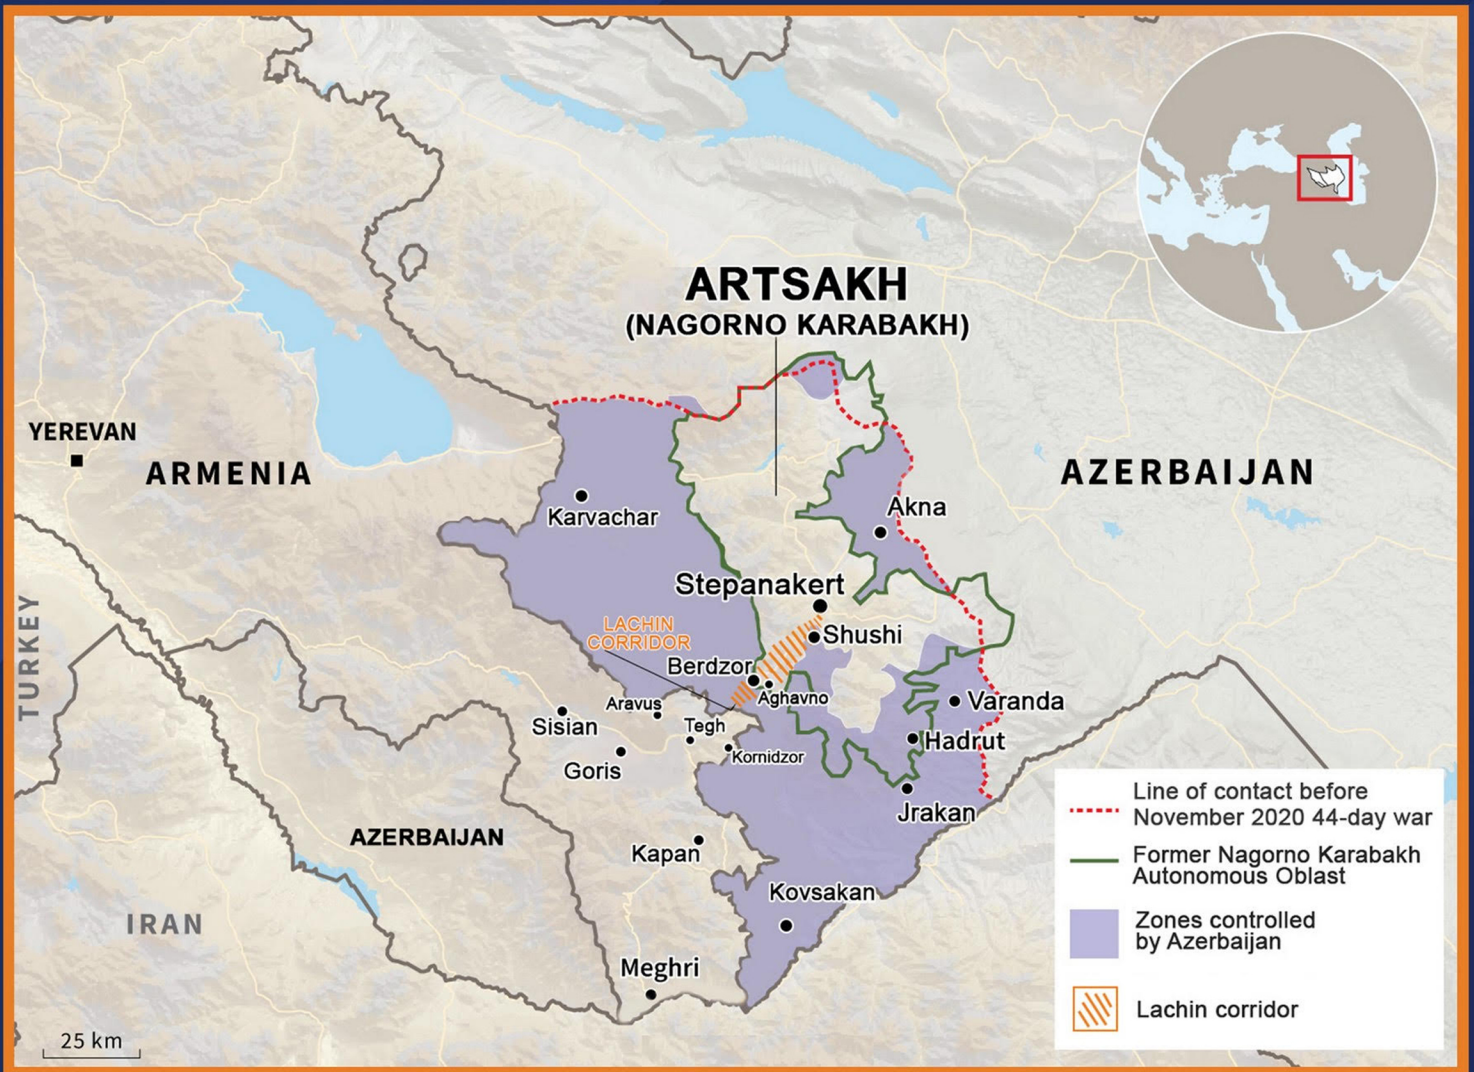 ARTSAKH
(NAGORNO KARABAKH)
YEREVAN
ARMENIA
AZERBAIJAN
Karvachar
Akna
Stepanakert
LACHIN
CORRIDOR
Shushi
TURKEY
Berdzor
Aghavno
Aravus
Varanda
Sisian
Tegh
Hadrut
Kornidzor
Goris
Jrakan
AZERBAIJAN
Kapan
Kovsakan
IRAN
Meghri
25 km
Line of contact before
November 2020 44-day war
Former Nagorno Karabakh
Autonomous Oblast
Zones controlled
by Azerbaijan
Lachin corridor